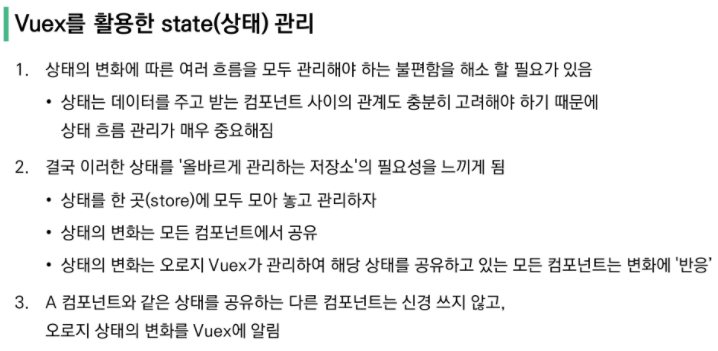 Vuex를 활용한 state(상태) 관리
1. 상태의 변화에 따른 여러 흐름을 모두 관리해야 하는 불편함을 해소 할 필요가 있음
• 상태는 데이터를 주고 받는 컴포넌트 사이의 관계도 충분히 고려해야 하기 때문에
상태 흐름 관리가 매우 중요해짐
2. 결국 이러한 상태를 '올바르게 관리하는 저장소'의 필요성을 느끼게 됨
• 상태를 한 곳(store)에 모두 모아 놓고 관리하자
• 상태의 변화는 모든 컴포넌트에서 공유
• 상태의 변화는 오로지 Vuex가 관리하여 해당 상태를 공유하고 있는 모든 컴포넌트는 변화에 '반응'
3. A 컴포넌트와 같은 상태를 공유하는 다른 컴포넌트는 신경 쓰지 않고,
오로지 상태의 변화를 Vuex에 알림